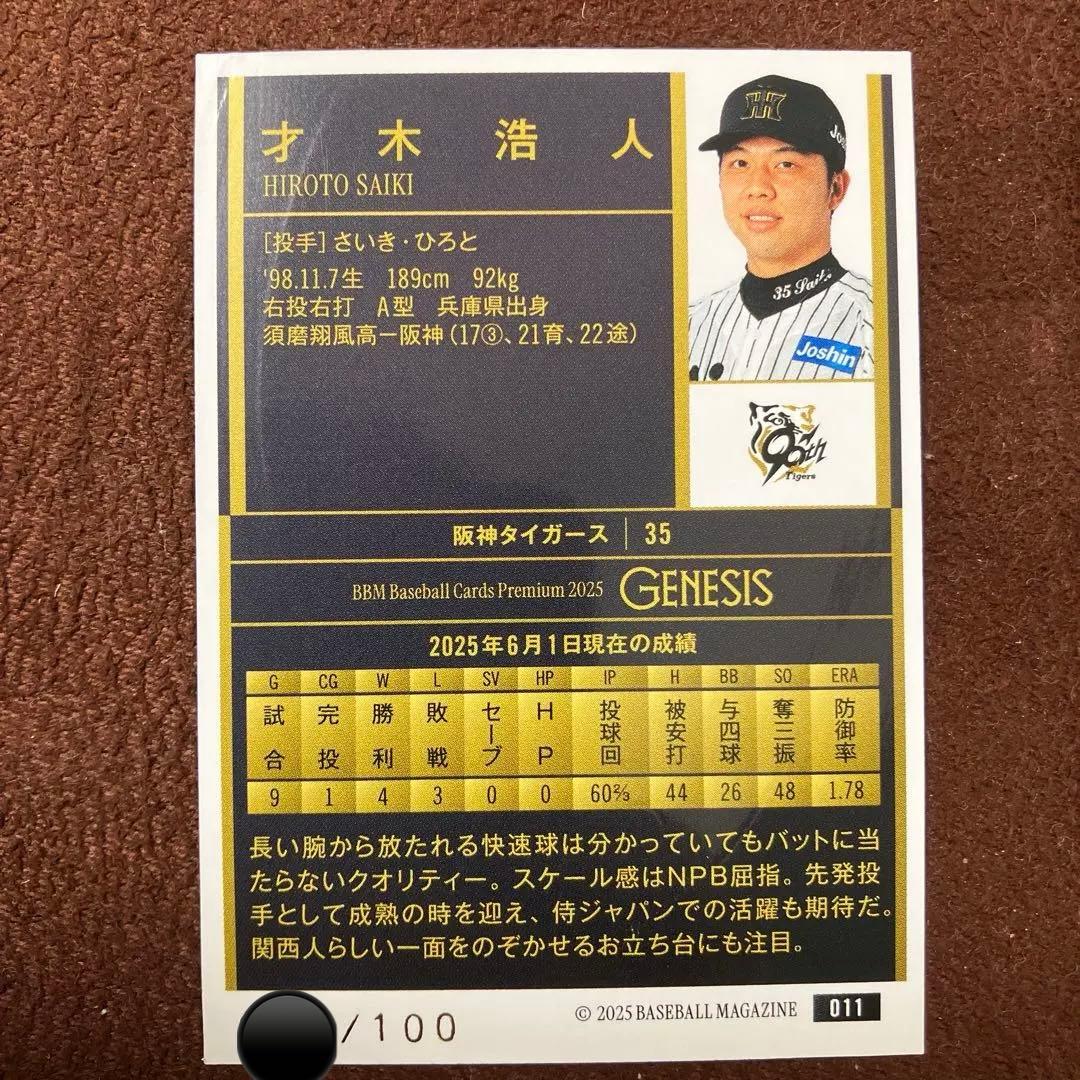 才木浩人
HIROTO SAIKI
[投手]さいき・ひろと
'98.11.7生 189cm 92kg
右投右打 A型 兵庫県出身
須磨翔風高ー阪神(17③、21育、22途)
35 Saiki
Joshin
90th
Tigers
阪神タイガース | 35
BBM Baseball Cards Premium 2025 GENESIS
2025年6月1日現在の成績
G CG W L SV HP IP H BB SO ERA
試合 完投 勝利 敗戦 セーブ HP 投球回 被安打 与四球 奪三振 防御率
9 1 4 3 0 0 60⅔ 44 26 48 1.78
長い腕から放たれる快速球は分かっていてもバットに当
たらないクオリティー。スケール感はNPB屈指。先発投
手として成熟の時を迎え、侍ジャパンでの活躍も期待だ。
関西人らしい一面をのぞかせるお立ち台にも注目。
© 2025 BASEBALL MAGAZINE 011
/100